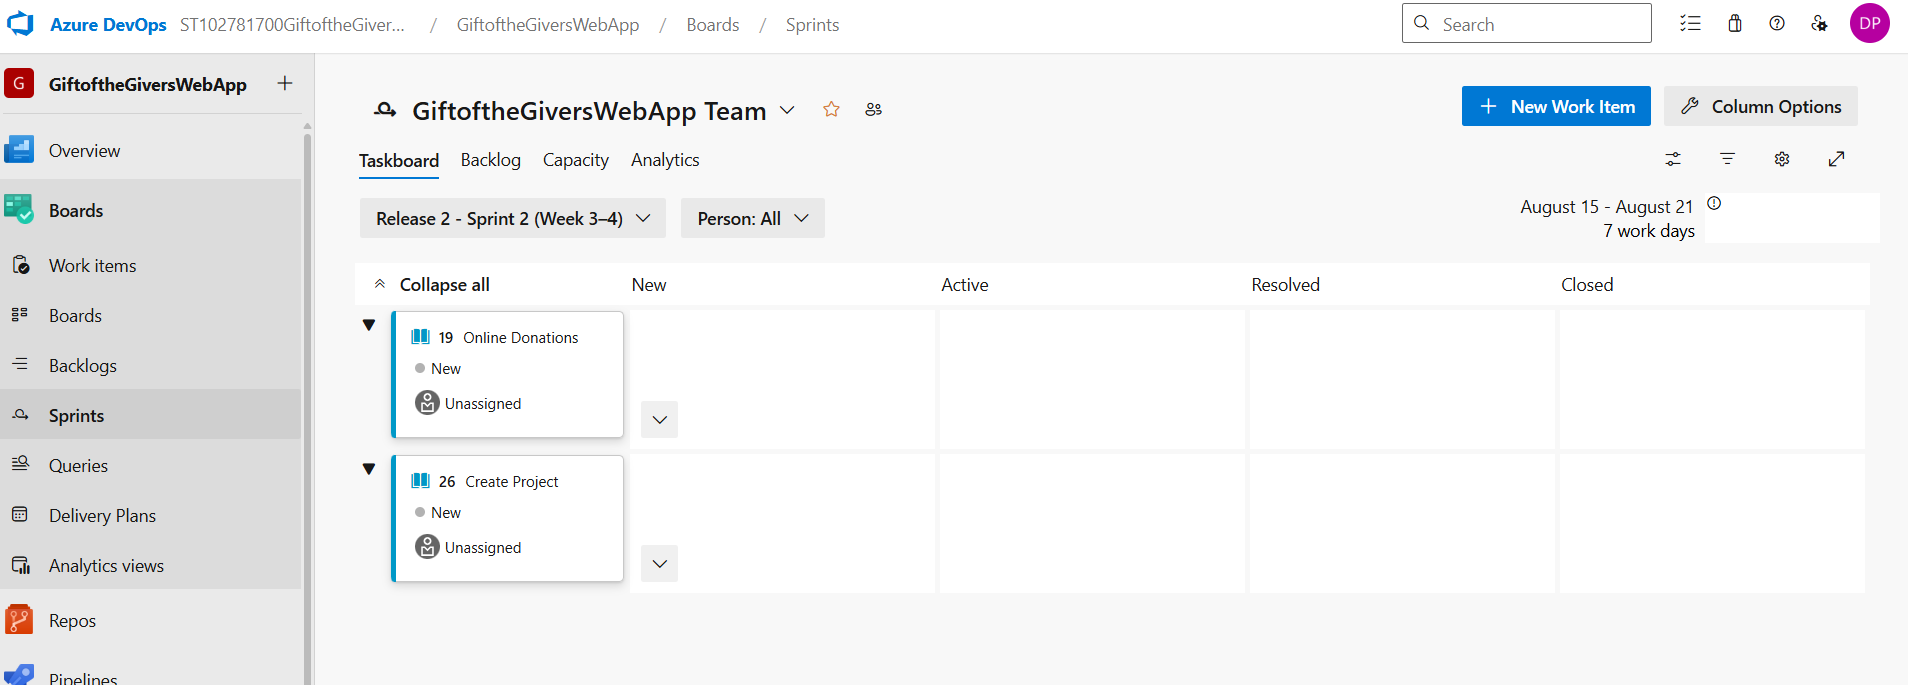 Azure DevOps ST102781700GiftoftheGiver... / GiftoftheGiversWebApp / Boards / Sprints
Search
DP
G GiftoftheGiversWebApp
Overview
Boards
Work items
Boards
Backlogs
Sprints
Queries
Delivery Plans
Analytics views
Repos
Pipelines
GiftoftheGiversWebApp Team
New Work Item
Column Options
Taskboard Backlog Capacity Analytics
Release 2 - Sprint 2 (Week 3–4)
Person: All
August 15 - August 21
7 work days
Collapse all New Active Resolved Closed
19 Online Donations
New
Unassigned
26 Create Project
New
Unassigned